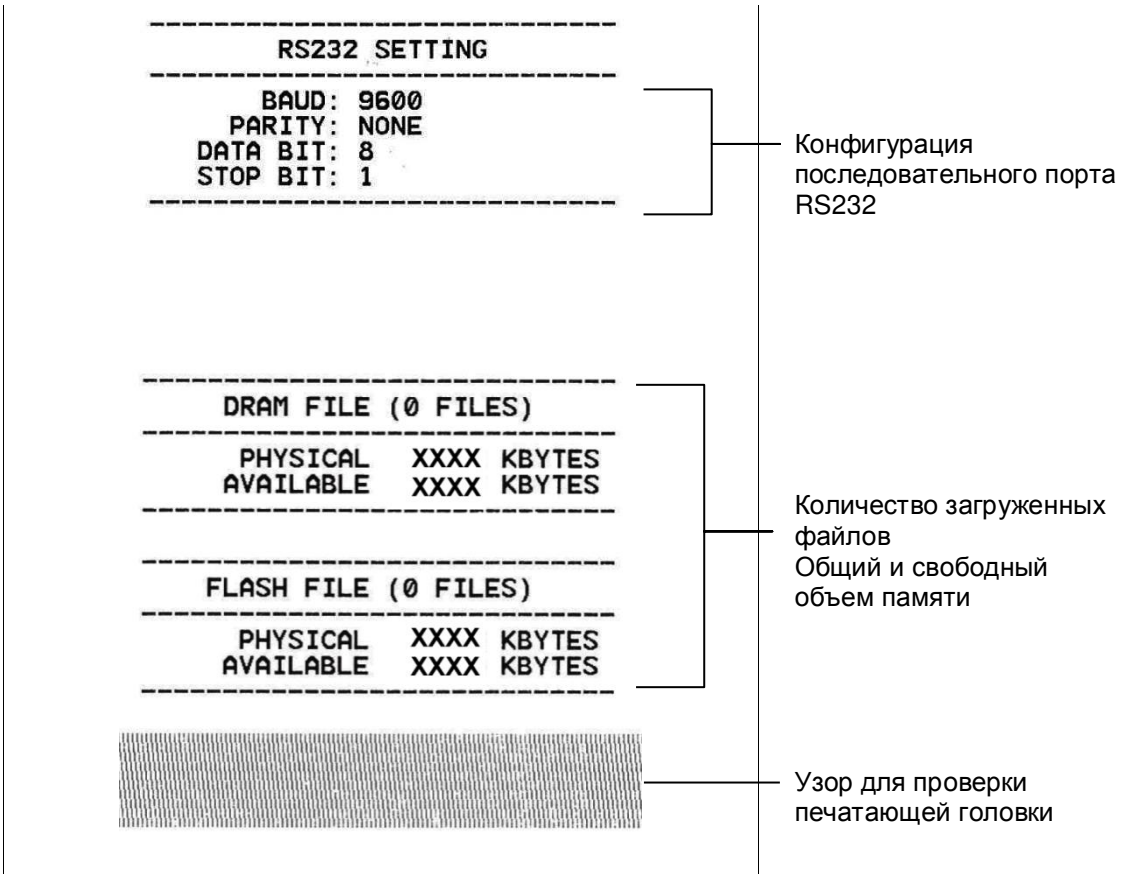 RS232 SETTING
BAUD: 9600
PARITY: NONE
DATA BIT: 8
STOP BIT: 1
Конфигурация
последовательного порта
RS232
DRAM FILE (0 FILES)
PHYSICAL XXXX KBYTES
AVAILABLE XXXX KBYTES
FLASH FILE (0 FILES)
PHYSICAL XXXX KBYTES
AVAILABLE XXXX KBYTES
Количество загруженных
файлов
Общий и свободный
объем памяти
Узор для проверки
печатающей головки